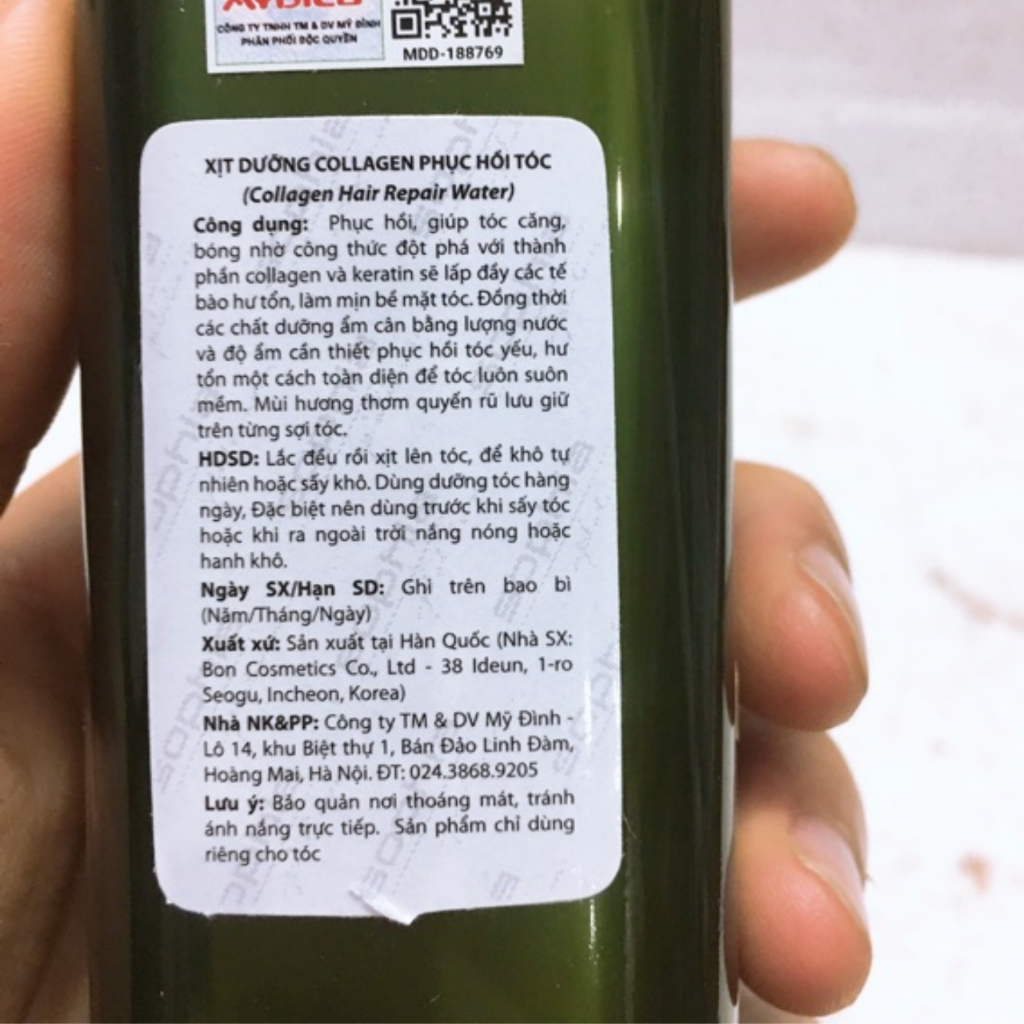 CÔNG TY TNHH TM & DV MỸ ĐÌNH
PHÂN PHỐI ĐỘC QUYỀN
MDD-188769
XỊT DƯỠNG COLLAGEN PHỤC HỒI TÓC
(Collagen Hair Repair Water)
Công dụng: Phục hồi, giúp tóc căng,
bóng nhờ công thức đột phá với thành
phần collagen và keratin sẽ lấp đầy các tế
bào hư tổn, làm mịn bề mặt tóc. Đồng thời
các chất dưỡng ẩm cân bằng lượng nước
và độ ẩm cần thiết phục hồi tóc yếu, hư
tổn một cách toàn diện để tóc luôn suôn
mềm. Mùi hương thơm quyến rũ lưu giữ
trên từng sợi tóc.
HDSD: Lắc đều rồi xịt lên tóc, để khô tự
nhiên hoặc sấy khô. Dùng dưỡng tóc hàng
ngày, Đặc biệt nên dùng trước khi sấy tóc
hoặc khi ra ngoài trời nắng nóng hoặc
hanh khô.
Ngày SX/Hạn SD: Ghi trên bao bì
(Năm/Tháng/Ngày)
Xuất xứ: Sản xuất tại Hàn Quốc (Nhà SX:
Bon Cosmetics Co., Ltd - 38 Ideun, 1-ro
Seogu, Incheon, Korea)
Nhà NK&PP: Công ty TM & DV Mỹ Đình -
Lô 14, khu Biệt thự 1, Bán Đảo Linh Đàm,
Hoàng Mai, Hà Nội. ĐT: 024.3868.9205
Lưu ý: Bảo quản nơi thoáng mát, tránh
ánh nắng trực tiếp. Sản phẩm chỉ dùng
riêng cho tóc